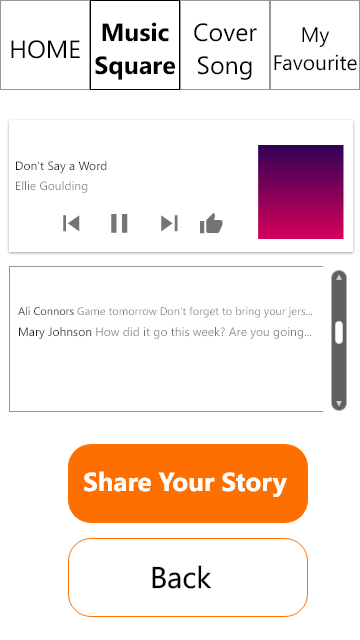 HOME
Music
Square
Cover
Song
My
Favourite
Don't Say a Word
Ellie Goulding
Ali Connors Game tomorrow Don't forget to bring your jers...
Mary Johnson How did it go this week? Are you going...
Share Your Story
Back